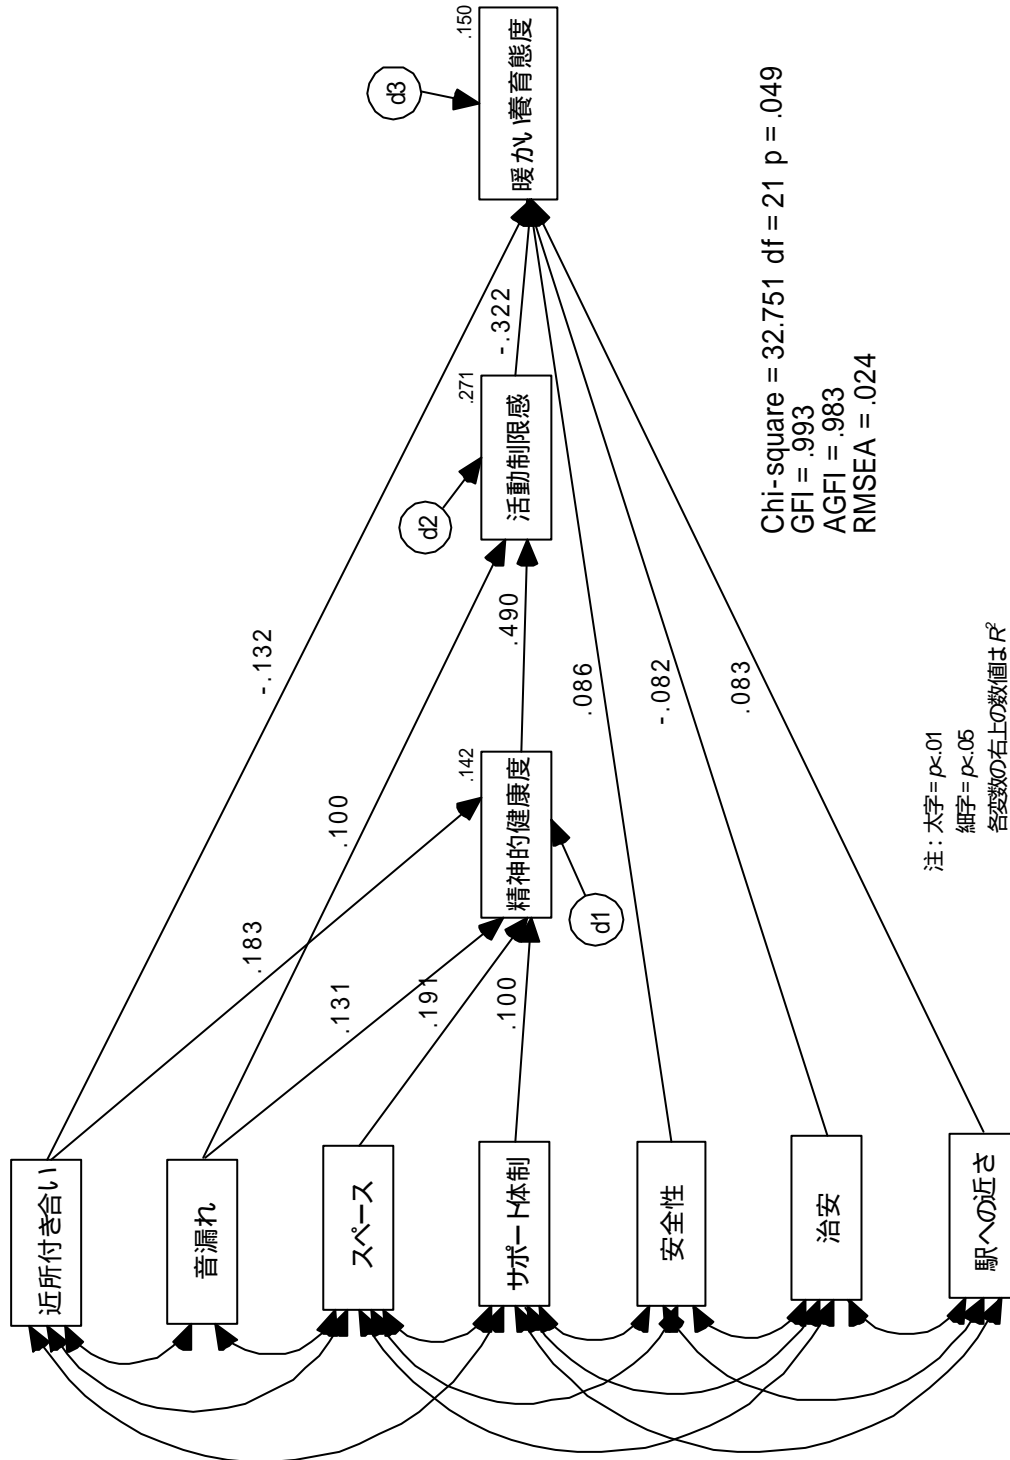 近所付き合い
音漏れ
スペース
サポート体制
安全性
治安
駅への近さ
-.132
.183
.100
.131
.191
.100
.086
-.082
.083
精神的健康度
.142
d1
.490
活動制限感
.271
d2
-.322
暖かい養育態度
.150
d3
Chi-square = 32.751 df = 21 p = .049
GFI = .993
AGFI = .983
RMSEA = .024
注：太字= p<.01
細字= p<.05
各変数の右上の数値は R²